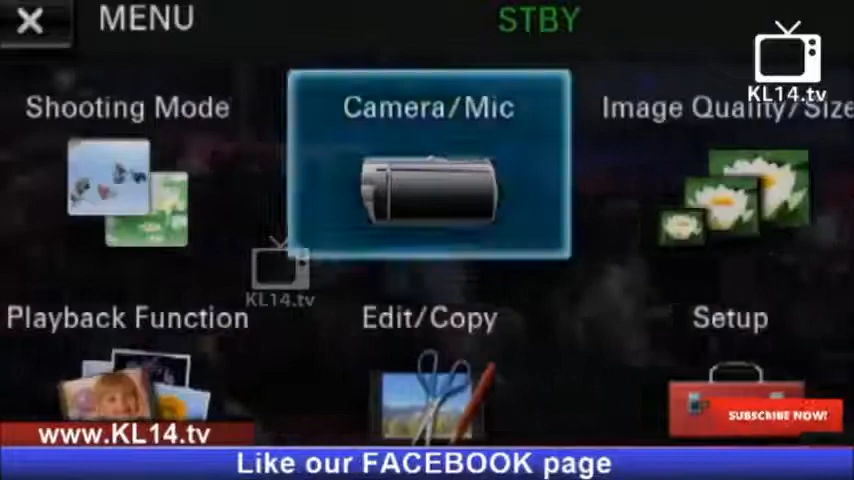 MENU
STBY
KL14.tv
Shooting Mode
Camera/Mic
Image Quality/Size
KL14.tv
Playback Function
Edit/Copy
Setup
SUBSCRIBE NOW!
www.KL14.tv
Like our FACEBOOK page